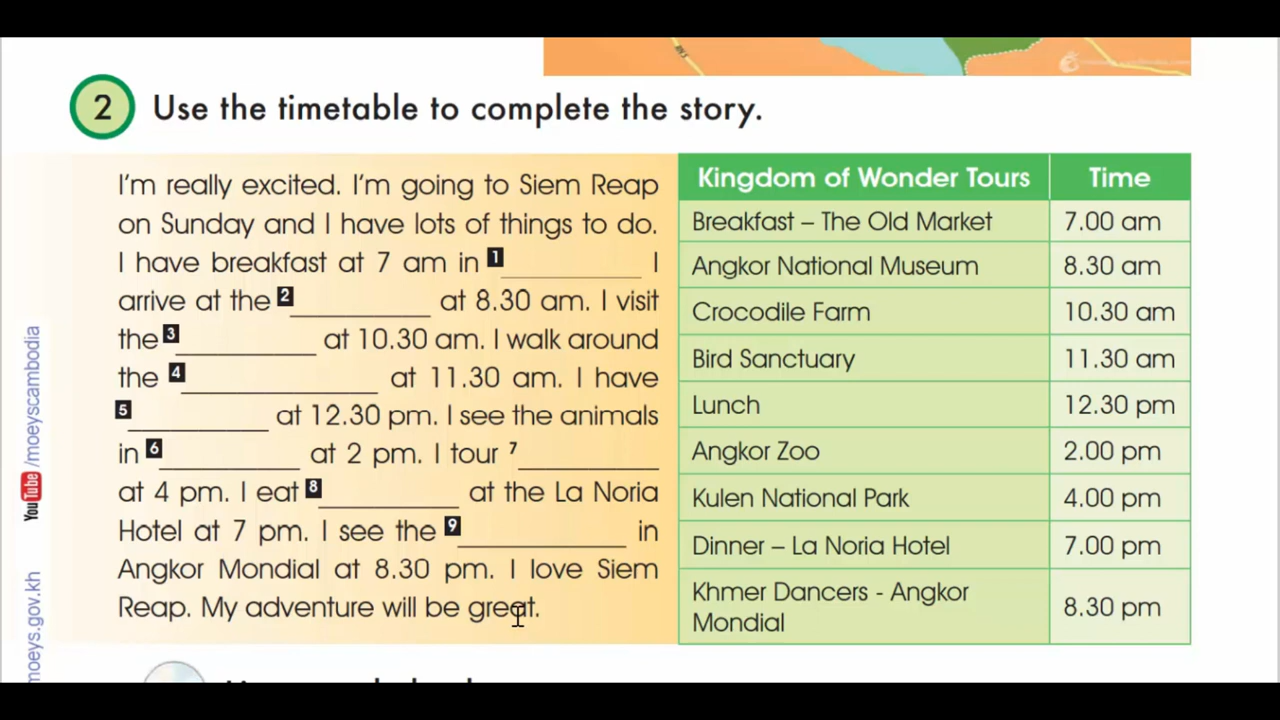 2 Use the timetable to complete the story.
I'm really excited. I'm going to Siem Reap
on Sunday and I have lots of things to do.
I have breakfast at 7 am in 1 __________ I
arrive at the 2 __________ at 8.30 am. I visit
the 3 __________ at 10.30 am. I walk around
the 4 ______________ at 11.30 am. I have
5 __________ at 12.30 pm. I see the animals
in 6 __________ at 2 pm. I tour 7 __________
at 4 pm. I eat 8 __________ at the La Noria
Hotel at 7 pm. I see the 9 ____________ in
Angkor Mondial at 8.30 pm. I love Siem
Reap. My adventure will be great.
Kingdom of Wonder Tours Time
Breakfast – The Old Market 7.00 am
Angkor National Museum 8.30 am
Crocodile Farm 10.30 am
Bird Sanctuary 11.30 am
Lunch 12.30 pm
Angkor Zoo 2.00 pm
Kulen National Park 4.00 pm
Dinner – La Noria Hotel 7.00 pm
Khmer Dancers - Angkor
Mondial 8.30 pm
YouTube /moeyscambodia
moeys.gov.kh